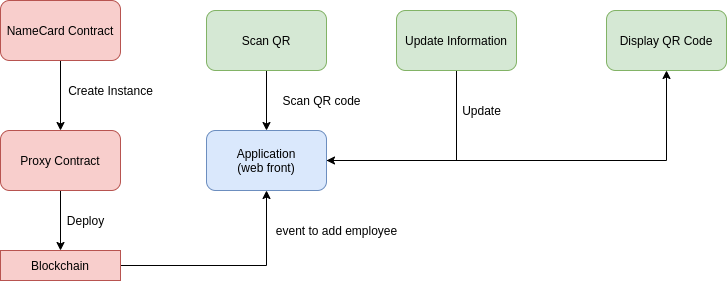 NameCard Contract
Scan QR
Update Information
Display QR Code
Create Instance
Scan QR code
Update
Proxy Contract
Application
(web front)
Deploy
event to add employee
Blockchain